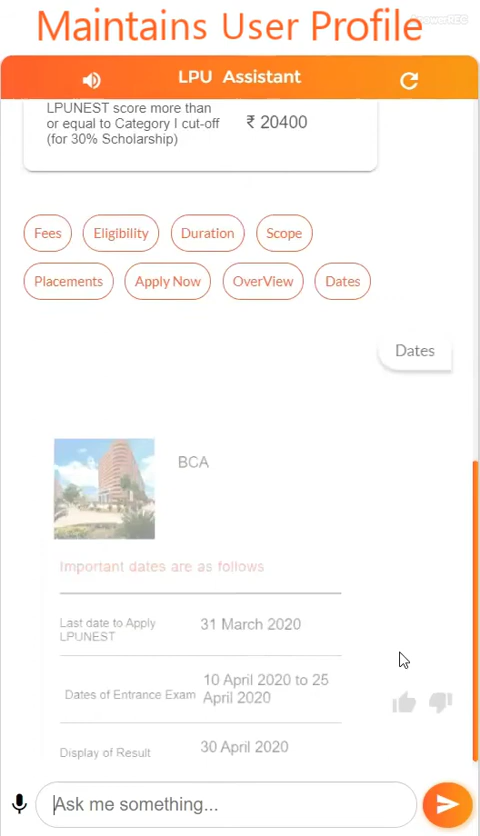 Maintains User Profile
LPU Assistant
LPUNEST score more than
or equal to Category I cut-off
(for 30% Scholarship)
₹ 20400
Fees
Eligibility
Duration
Scope
Placements
Apply Now
OverView
Dates
Dates
BCA
Important dates are as follows
Last date to Apply
LPUNEST
31 March 2020
Dates of Entrance Exam
10 April 2020 to 25
April 2020
Display of Result
30 April 2020
Ask me something...